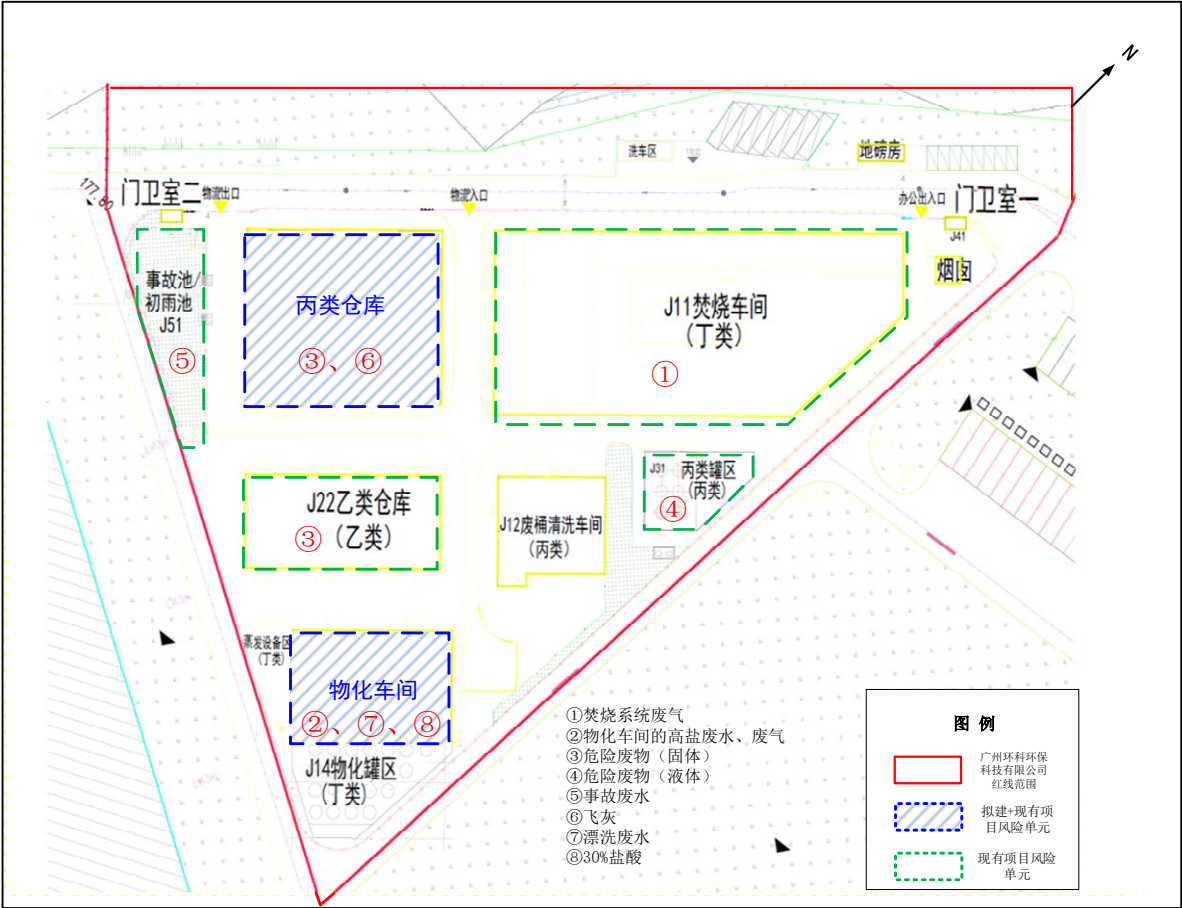 N
洗车区
地磅房
177.80
门卫室二
物流出口
物流入口
办公出入口
门卫室一
J41
烟囱
事故池/
初雨池
J51
⑤
丙类仓库
③、⑥
J11焚烧车间
(丁类)
①
J31
丙类罐区
(丙类)
④
J22乙类仓库
③ (乙类)
J12废桶清洗车间
(丙类)
蒸发设备区
(丁类)
物化车间
②、⑦、⑧
J14物化罐区
(丁类)
①焚烧系统废气
②物化车间的高盐废水、废气
③危险废物（固体）
④危险废物（液体）
⑤事故废水
⑥飞灰
⑦漂洗废水
⑧30%盐酸
图 例
广州环科环保
科技有限公司
红线范围
拟建+现有项
目风险单元
现有项目风险
单元